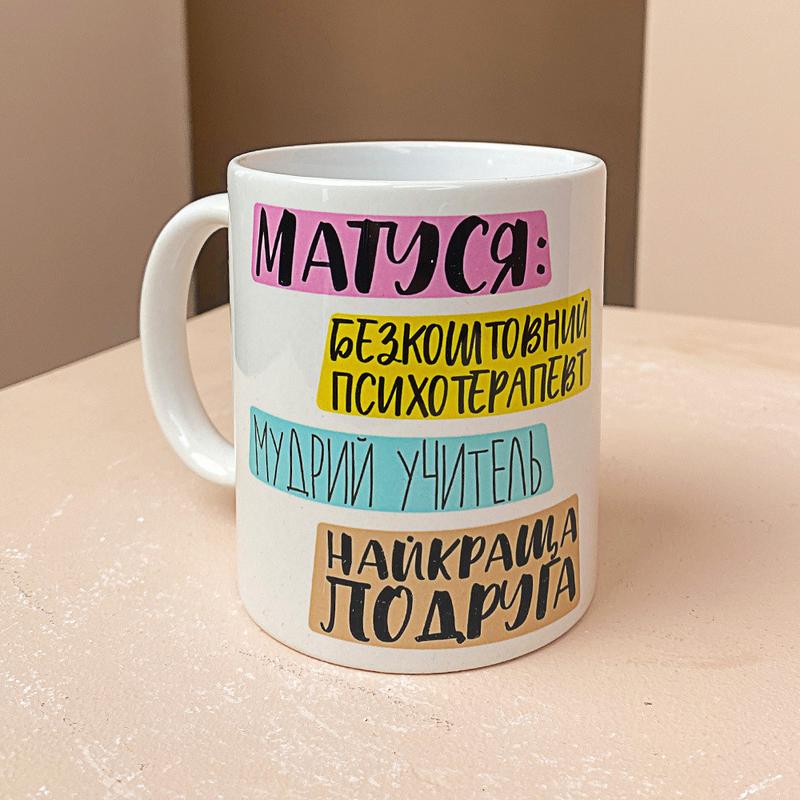 МАТУСЯ:
БЕЗКОШТОВНИЙ
ПСИХОТЕРАПЕВТ
МУДРИЙ УЧИТЕЛЬ
НАЙКРАЩА
ПОДРУГА